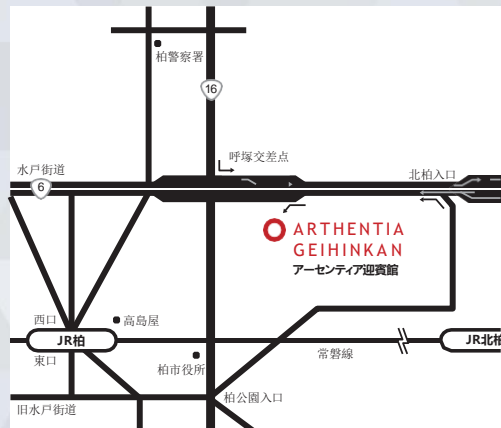 柏警察署
16
呼塚交差点
水戸街道
北柏入口
6
ARTHENTIA
GEIHINKAN
アーセンティア迎賓館
西口
高島屋
JR柏
JR北柏
東口
常磐線
柏市役所
柏公園入口
旧水戸街道